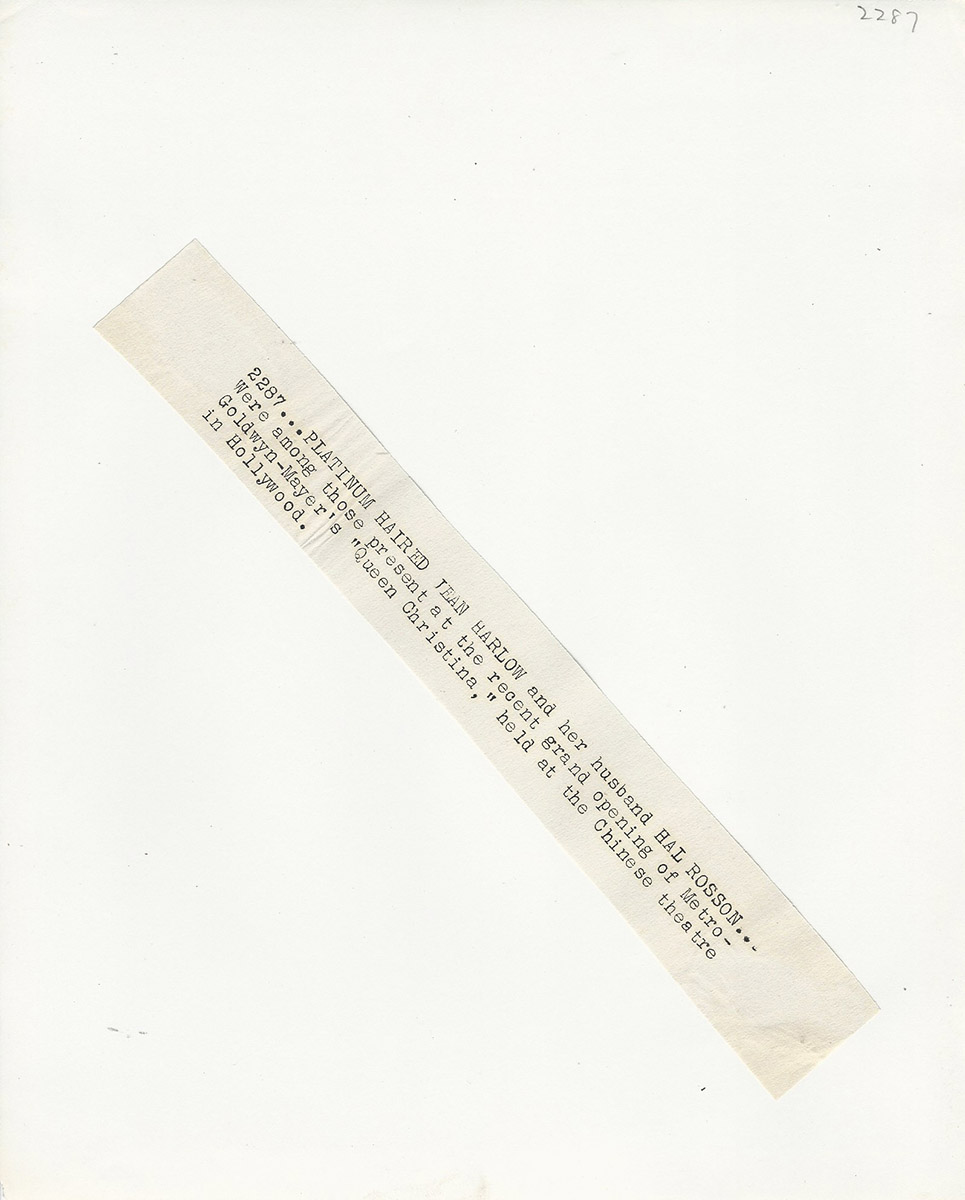 2287
2287...PLATINUM HAIRED JEAN HARLOW and her husband HAL ROSSON...
Were among those present at the recent grand opening of Metro-
Goldwyn-Mayer's "Queen Christina," held at the Chinese theatre
in Hollywood.